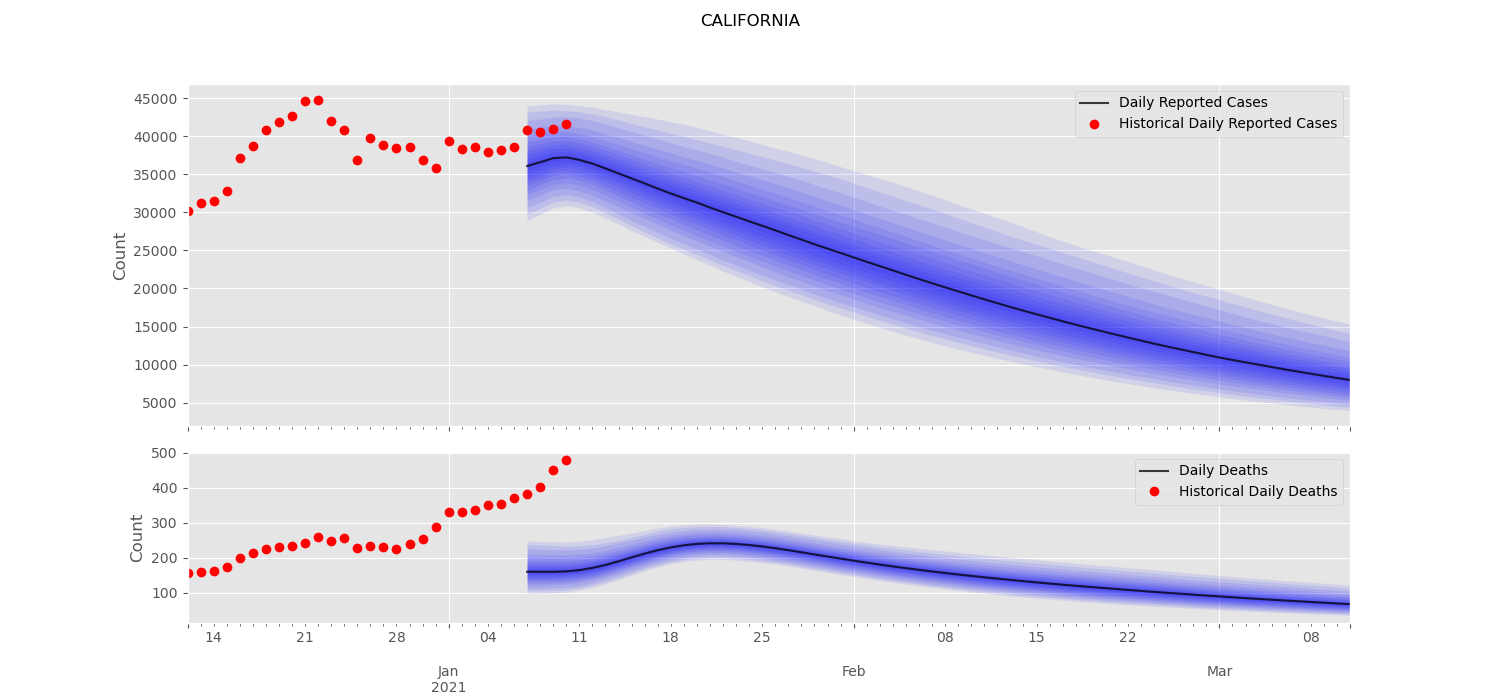 CALIFORNIA
45000
40000
35000
30000
25000
20000
15000
10000
5000
Count
Daily Reported Cases
Historical Daily Reported Cases
500
400
300
200
100
Count
Daily Deaths
Historical Daily Deaths
14 21 28 04 11 18 25 08 15 22 08
Jan Feb Mar
2021